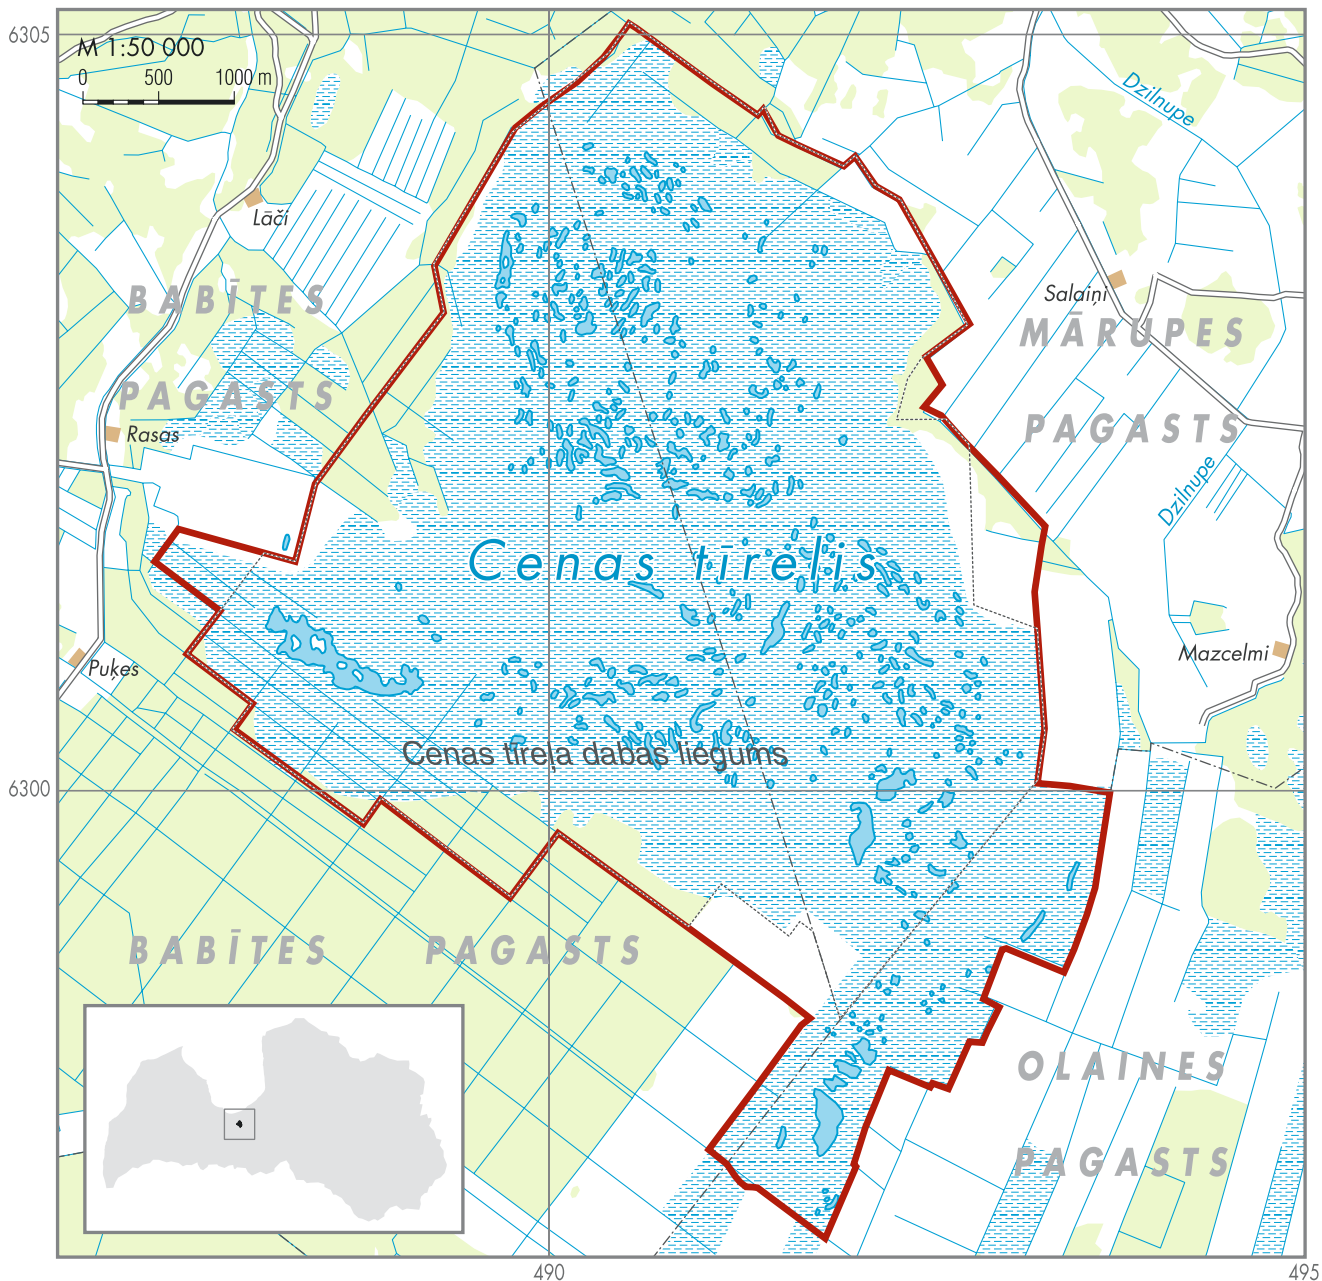 6305
M 1:50 000
0 500 1000 m
Dzilnupe
Lāči
Salaiņi
BABĪTES
PAGASTS
MĀRUPES
PAGASTS
Rasas
Dzilnupe
Cenas tīrelis
Puķes
Mazcelmi
Cenas tīreļa dabas liegums
6300
BABĪTES PAGASTS
OLAINES
PAGASTS
490
495